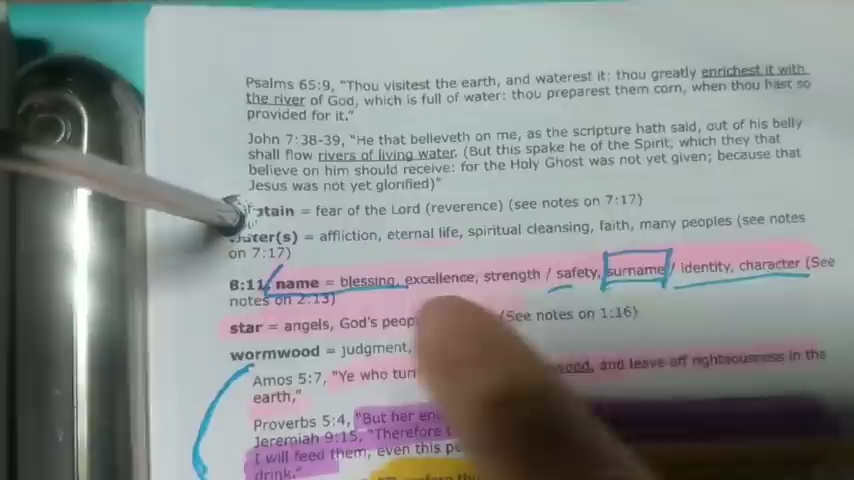 Psalms 65:9, "Thou visitest the earth, and waterest it: thou greatly enrichest it with
the river of God, which is full of water: thou preparest them corn, when thou hast so
provided for it."
John 7:38-39, "He that believeth on me, as the scripture hath said, out of his belly
shall flow rivers of living water. (But this spake he of the Spirit, which they that
believe on him should receive: for the Holy Ghost was not yet given; because that
Jesus was not yet glorified)"
= fear of the Lord (reverence) (see notes on 7:17)
= affliction, eternal life, spiritual cleansing, faith, many peoples (see notes
on 7:17)
8:11, name = blessing, excellence, strength / safety, surname / identity, character (See
notes on 2:13)
star = angels, God's (See notes on 1:16)
wormwood = judgment,
Amos 5:7, "Ye who and leave off righteousness in the
earth,"
Proverbs 5:4, "But her
Jeremiah 9:15, "Therefore
I will feed them, even this
drink."